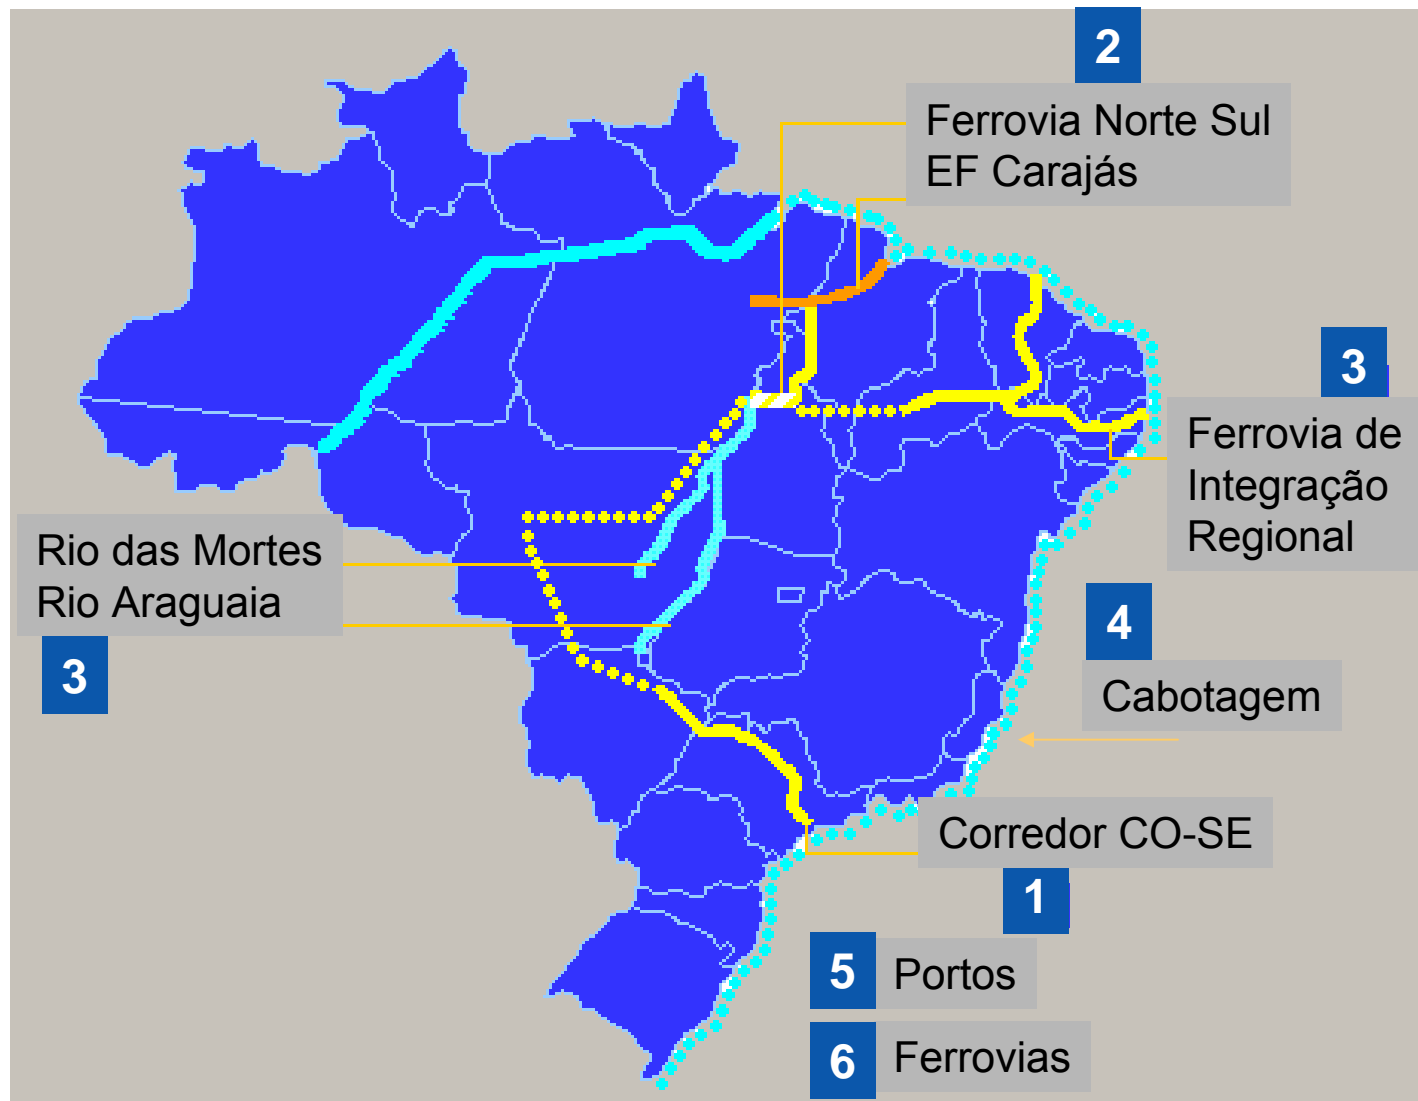 2
Ferrovia Norte Sul
EF Carajás
3
Ferrovia de
Integração
Regional
Rio das Mortes
Rio Araguaia
3
4
Cabotagem
Corredor CO-SE
1
5 Portos
6 Ferrovias